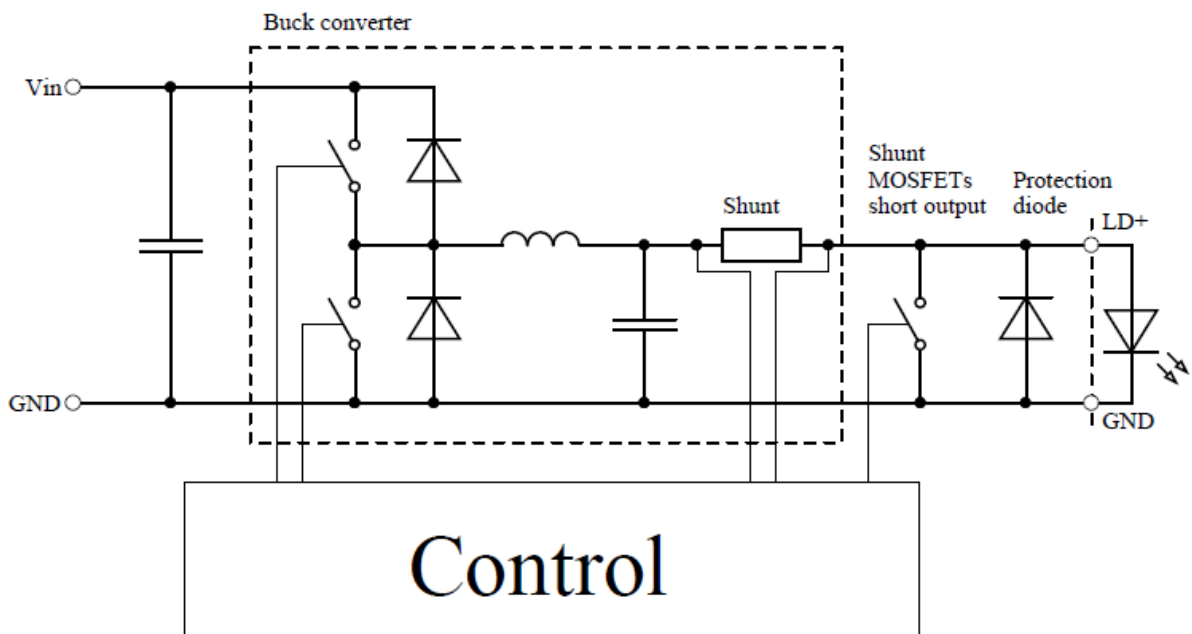 Buck converter
Vin
Shunt
MOSFETs
short output
Protection
diode
Shunt
LD+
GND
GND
Control